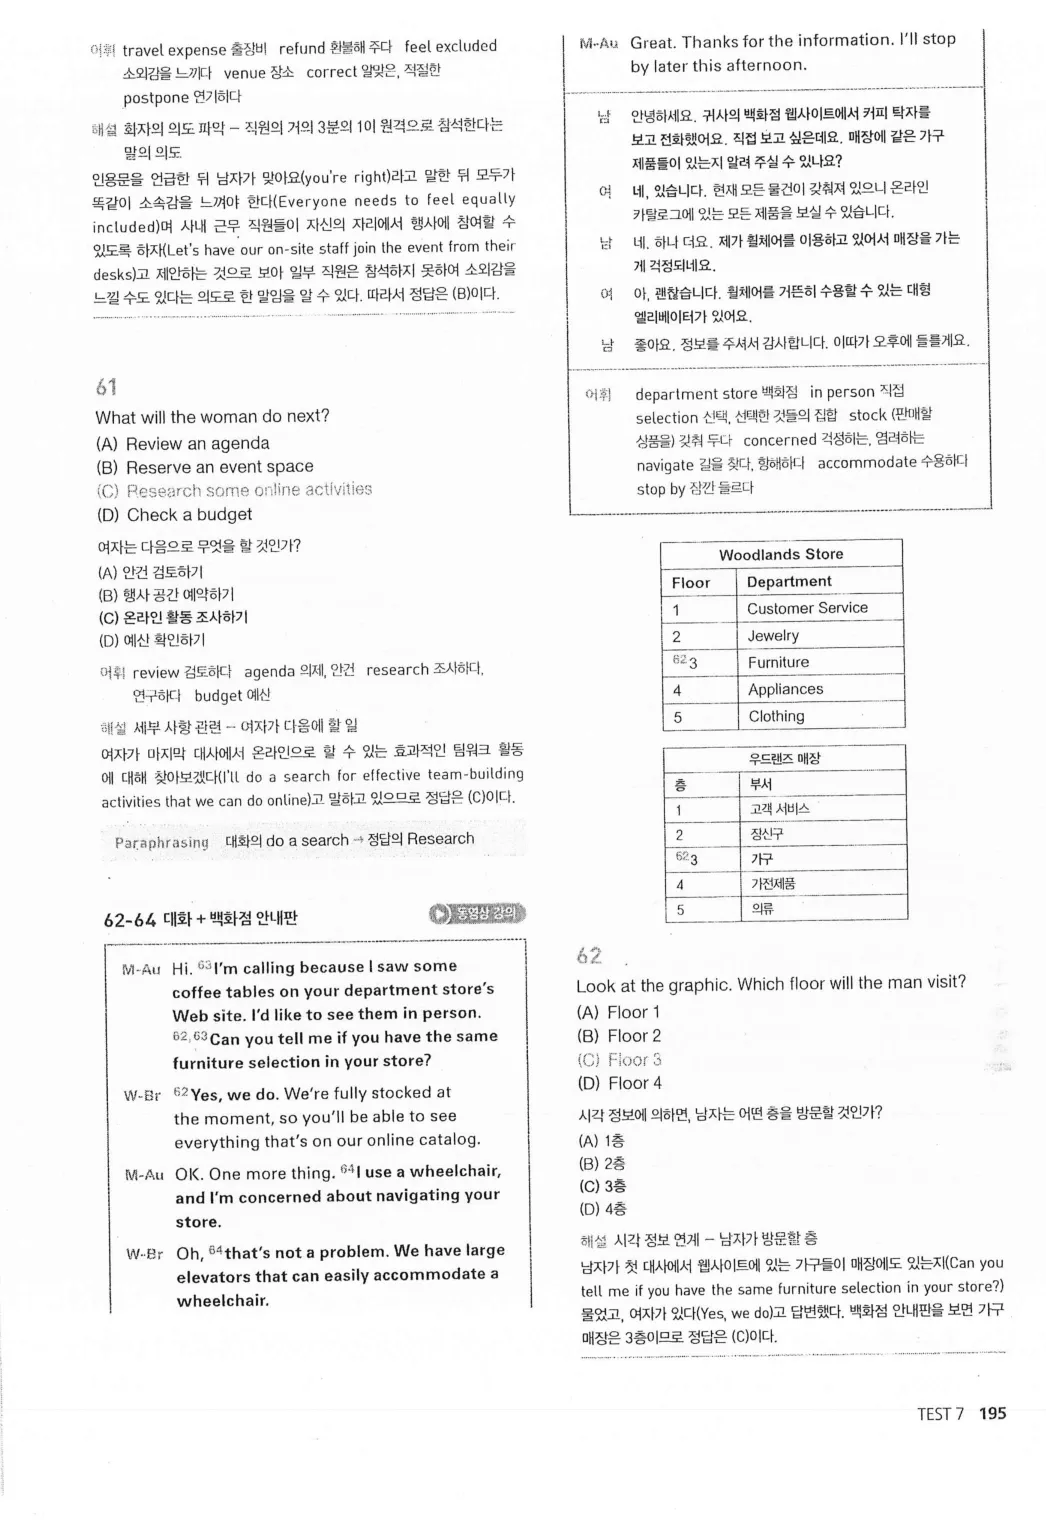 어휘 travel expense 출장비 refund 환불해 주다 feel excluded
소외감을 느끼다 venue 장소 correct 알맞은, 적절한
postpone 연기하다
해설 화자의 의도 파악 – 직원의 거의 3분의 1이 원격으로 참석한다는
말의 의도
인용문을 언급한 뒤 남자가 맞아요(you're right)라고 말한 뒤 모두가
똑같이 소속감을 느껴야 한다(Everyone needs to feel equally
included)며 사내 근무 직원들이 자신의 자리에서 행사에 참여할 수
있도록 하자(Let's have our on-site staff join the event from their
desks)고 제안하는 것으로 보아 일부 직원은 참석하지 못하여 소외감을
느낄 수도 있다는 의도로 한 말임을 알 수 있다. 따라서 정답은 (B)이다.
61
What will the woman do next?
(A) Review an agenda
(B) Reserve an event space
(C) Research some online activities
(D) Check a budget
여자는 다음으로 무엇을 할 것인가?
(A) 안건 검토하기
(B) 행사 공간 예약하기
(C) 온라인 활동 조사하기
(D) 예산 확인하기
어휘 review 검토하다 agenda 의제, 안건 research 조사하다,
연구하다 budget 예산
해설 세부 사항 관련 – 여자가 다음에 할 일
여자가 마지막 대사에서 온라인으로 할 수 있는 효과적인 팀워크 활동
에 대해 찾아보겠다(I'll do a search for effective team-building
activities that we can do online)고 말하고 있으므로 정답은 (C)이다.
Paraphrasing 대화의 do a search → 정답의 Research
62-64 대화 + 백화점 안내판 동영상 강의
M-Au Hi. 63I'm calling because I saw some
coffee tables on your department store's
Web site. I'd like to see them in person.
62, 63Can you tell me if you have the same
furniture selection in your store?
W-Br 62Yes, we do. We're fully stocked at
the moment, so you'll be able to see
everything that's on our online catalog.
M-Au OK. One more thing. 64I use a wheelchair,
and I'm concerned about navigating your
store.
W-Br Oh, 64that's not a problem. We have large
elevators that can easily accommodate a
wheelchair.
M-Au Great. Thanks for the information. I'll stop
by later this afternoon.
남 안녕하세요. 귀사의 백화점 웹사이트에서 커피 탁자를
보고 전화했어요. 직접 보고 싶은데요. 매장에 같은 가구
제품들이 있는지 알려 주실 수 있나요?
여 네, 있습니다. 현재 모든 물건이 갖춰져 있으니 온라인
카탈로그에 있는 모든 제품을 보실 수 있습니다.
남 네. 하나 더요. 제가 휠체어를 이용하고 있어서 매장을 가는
게 걱정되네요.
여 아, 괜찮습니다. 휠체어를 거뜬히 수용할 수 있는 대형
엘리베이터가 있어요.
남 좋아요. 정보를 주셔서 감사합니다. 이따가 오후에 들를게요.
어휘 department store 백화점 in person 직접
selection 선택, 선택한 것들의 집합 stock (판매할
상품을) 갖춰 두다 concerned 걱정하는, 염려하는
navigate 길을 찾다, 항해하다 accommodate 수용하다
stop by 잠깐 들르다
Woodlands Store
Floor Department
1 Customer Service
2 Jewelry
62 3 Furniture
4 Appliances
5 Clothing
우드랜즈 매장
층 부서
1 고객 서비스
2 장신구
62 3 가구
4 가전제품
5 의류
62
Look at the graphic. Which floor will the man visit?
(A) Floor 1
(B) Floor 2
(C) Floor 3
(D) Floor 4
시각 정보에 의하면, 남자는 어떤 층을 방문할 것인가?
(A) 1층
(B) 2층
(C) 3층
(D) 4층
해설 시각 정보 연계 – 남자가 방문할 층
남자가 첫 대사에서 웹사이트에 있는 가구들이 매장에도 있는지(Can you
tell me if you have the same furniture selection in your store?)
물었고, 여자가 있다(Yes, we do)고 답변했다. 백화점 안내판을 보면 가구
매장은 3층이므로 정답은 (C)이다.
TEST 7 195